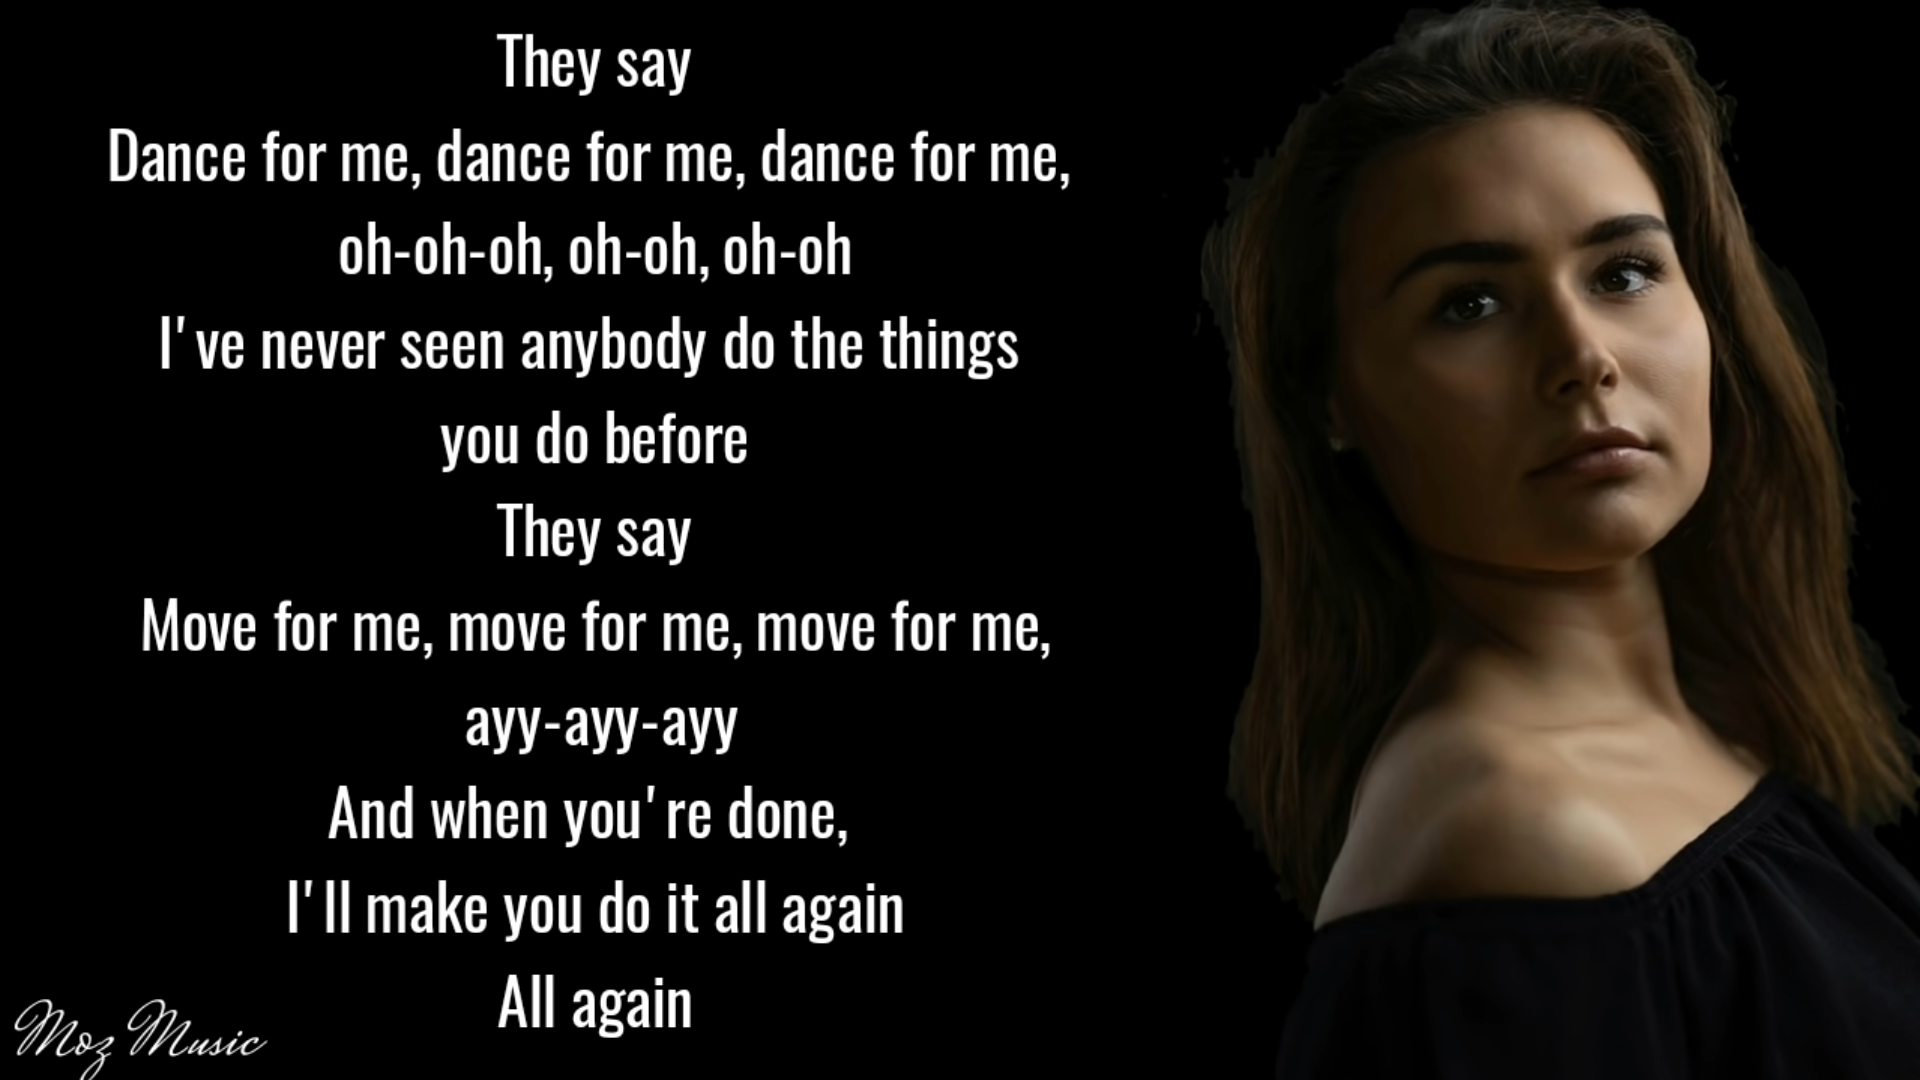 They say
Dance for me, dance for me, dance for me,
oh-oh-oh, oh-oh, oh-oh
I've never seen anybody do the things
you do before
They say
Move for me, move for me, move for me,
ayy-ayy-ayy
And when you're done,
I'll make you do it all again
All again
Moz Music